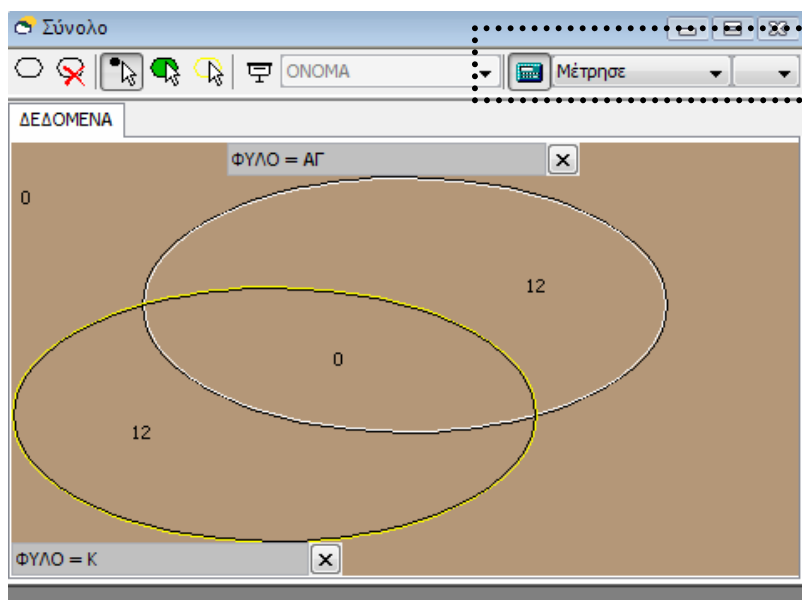 Σύνολο
ΟΝΟΜΑ Μέτρησε
ΔΕΔΟΜΕΝΑ
ΦΥΛΟ = ΑΓ
0
12
0
12
ΦΥΛΟ = Κ